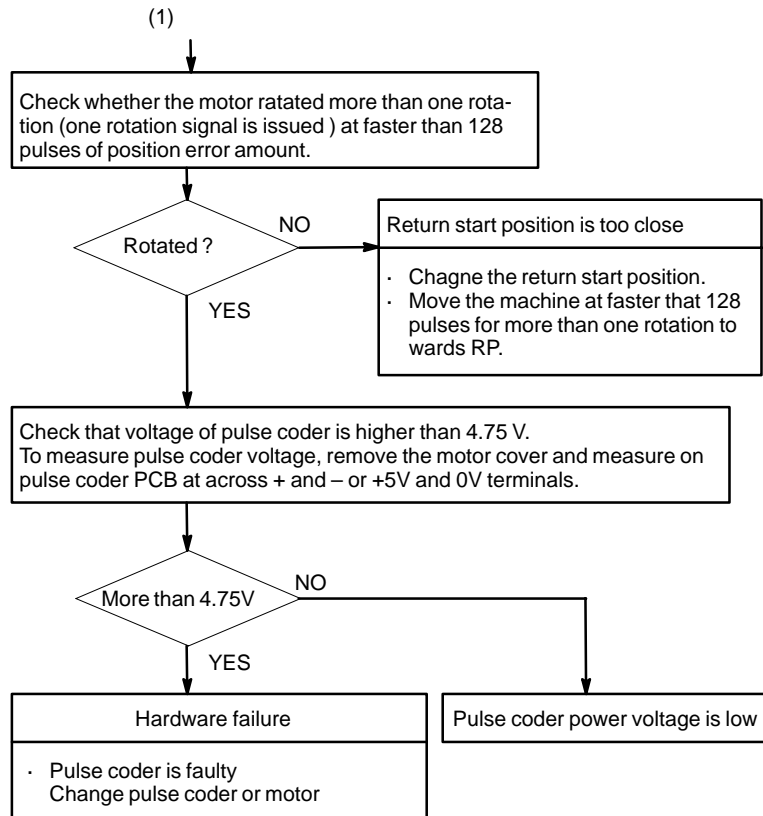 (1)
Check whether the motor ratated more than one rota-
tion (one rotation signal is issued ) at faster than 128
pulses of position error amount.
Rotated ?
NO
YES
Return start position is too close
· Chagne the return start position.
· Move the machine at faster that 128
pulses for more than one rotation to
wards RP.
Check that voltage of pulse coder is higher than 4.75 V.
To measure pulse coder voltage, remove the motor cover and measure on
pulse coder PCB at across + and – or +5V and 0V terminals.
More than 4.75V
NO
YES
Hardware failure
· Pulse coder is faulty
Change pulse coder or motor
Pulse coder power voltage is low